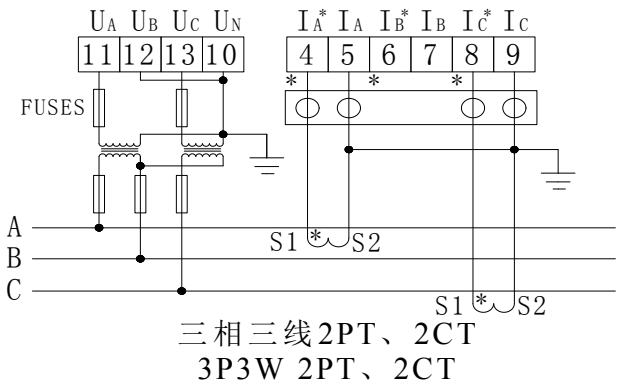 UA UB UC UN IA* IA IB* IB IC* IC
11 12 13 10 4 5 6 7 8 9
* * *
FUSES
A
S1 * S2
B
C
S1 * S2
三相三线2PT、2CT
3P3W 2PT、2CT